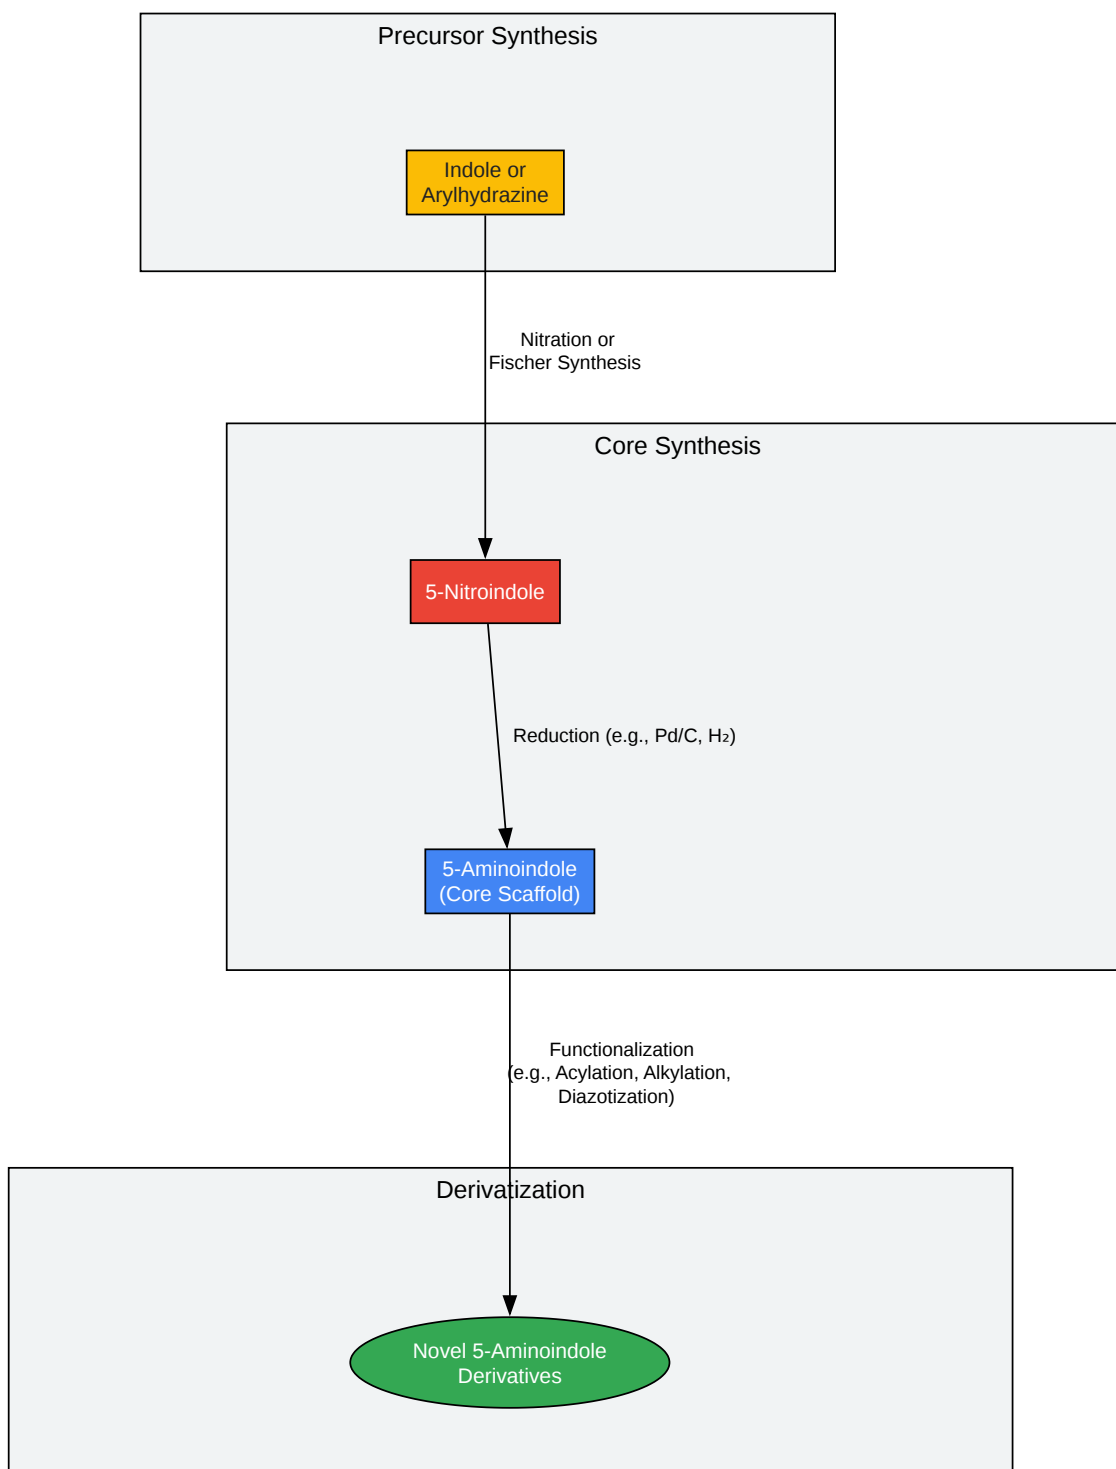 Precursor Synthesis
Indole or
Arylhydrazine
Nitration or
Fischer Synthesis
Core Synthesis
5-Nitroindole
Reduction (e.g., Pd/C, H₂)
5-Aminoindole
(Core Scaffold)
Functionalization
(e.g., Acylation, Alkylation,
Diazotization)
Derivatization
Novel 5-Aminoindole
Derivatives